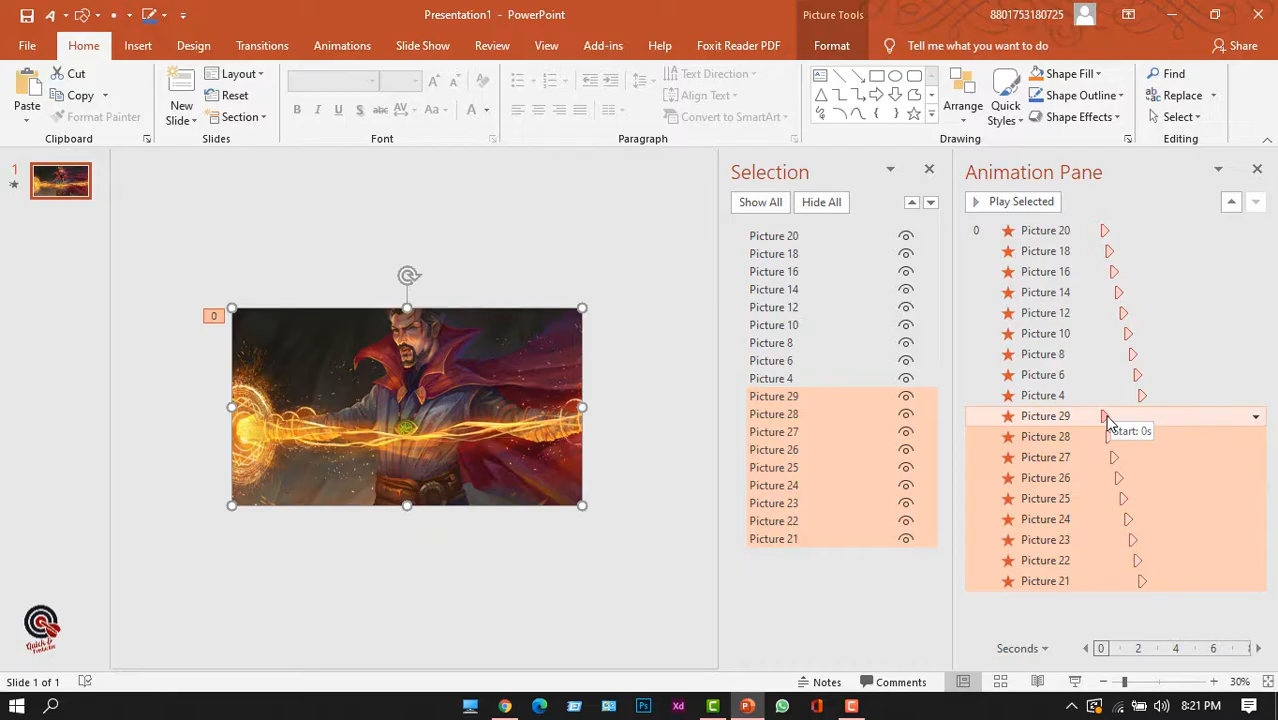 Presentation1 - PowerPoint
Picture Tools
8801753180725
File
Home
Insert
Design
Transitions
Animations
Slide Show
Review
View
Add-ins
Help
Foxit Reader PDF
Format
Tell me what you want to do
Share
Paste
Cut
Copy
Format Painter
Clipboard
New
Slide
Layout
Reset
Section
Slides
Font
Text Direction
Align Text
Convert to SmartArt
Paragraph
Arrange
Quick
Styles
Shape Fill
Shape Outline
Shape Effects
Drawing
Find
Replace
Select
Editing
1
0
Selection
Show All
Hide All
Picture 20
Picture 18
Picture 16
Picture 14
Picture 12
Picture 10
Picture 8
Picture 6
Picture 4
Picture 29
Picture 28
Picture 27
Picture 26
Picture 25
Picture 24
Picture 23
Picture 22
Picture 21
Animation Pane
Play Selected
0 Picture 20
Picture 18
Picture 16
Picture 14
Picture 12
Picture 10
Picture 8
Picture 6
Picture 4
Picture 29
Start: 0s
Picture 28
Picture 27
Picture 26
Picture 25
Picture 24
Picture 23
Picture 22
Picture 21
Seconds
0 2 4 6
Slide 1 of 1
Notes
Comments
30%
8:21 PM